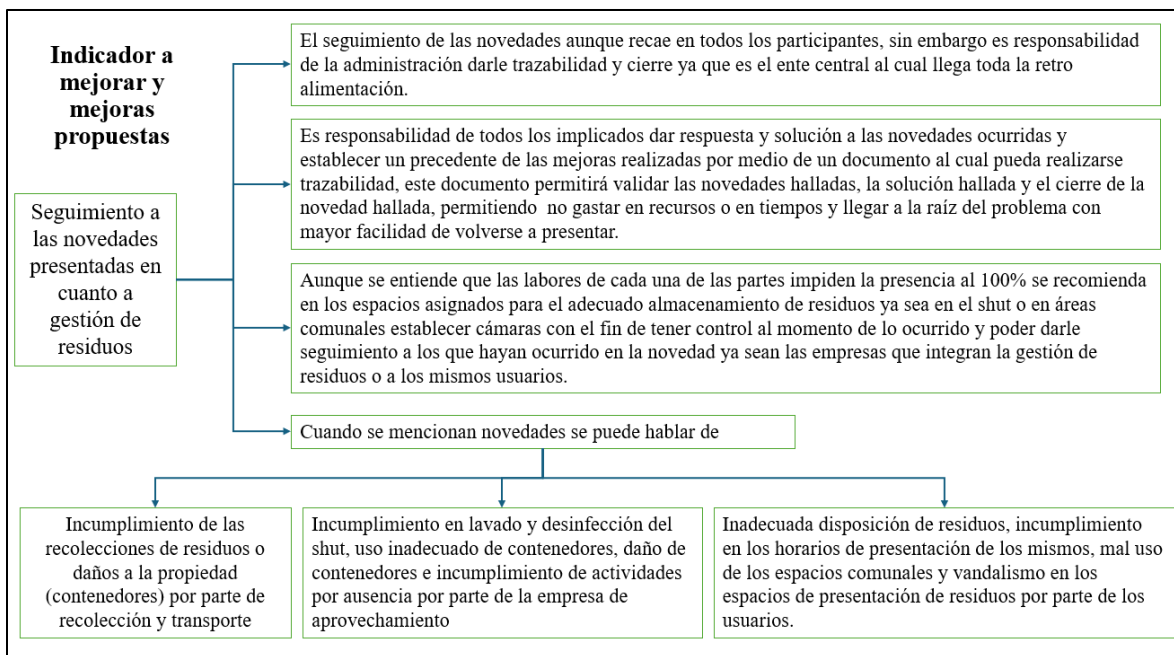 Indicador a
mejorar y
mejoras
propuestas
Seguimiento a
las novedades
presentadas en
cuanto a
gestión de
residuos
El seguimiento de las novedades aunque recae en todos los participantes, sin embargo es responsabilidad
de la administración darle trazabilidad y cierre ya que es el ente central al cual llega toda la retro
alimentación.
Es responsabilidad de todos los implicados dar respuesta y solución a las novedades ocurridas y
establecer un precedente de las mejoras realizadas por medio de un documento al cual pueda realizarse
trazabilidad, este documento permitirá validar las novedades halladas, la solución hallada y el cierre de la
novedad hallada, permitiendo no gastar en recursos o en tiempos y llegar a la raíz del problema con
mayor facilidad de volverse a presentar.
Aunque se entiende que las labores de cada una de las partes impiden la presencia al 100% se recomienda
en los espacios asignados para el adecuado almacenamiento de residuos ya sea en el shut o en áreas
comunales establecer cámaras con el fin de tener control al momento de lo ocurrido y poder darle
seguimiento a los que hayan ocurrido en la novedad ya sean las empresas que integran la gestión de
residuos o a los mismos usuarios.
Cuando se mencionan novedades se puede hablar de
Incumplimiento de las
recolecciones de residuos o
daños a la propiedad
(contenedores) por parte de
recolección y transporte
Incumplimiento en lavado y desinfección del
shut, uso inadecuado de contenedores, daño de
contenedores e incumplimiento de actividades
por ausencia por parte de la empresa de
aprovechamiento
Inadecuada disposición de residuos, incumplimiento
en los horarios de presentación de los mismos, mal uso
de los espacios comunales y vandalismo en los
espacios de presentación de residuos por parte de los
usuarios.